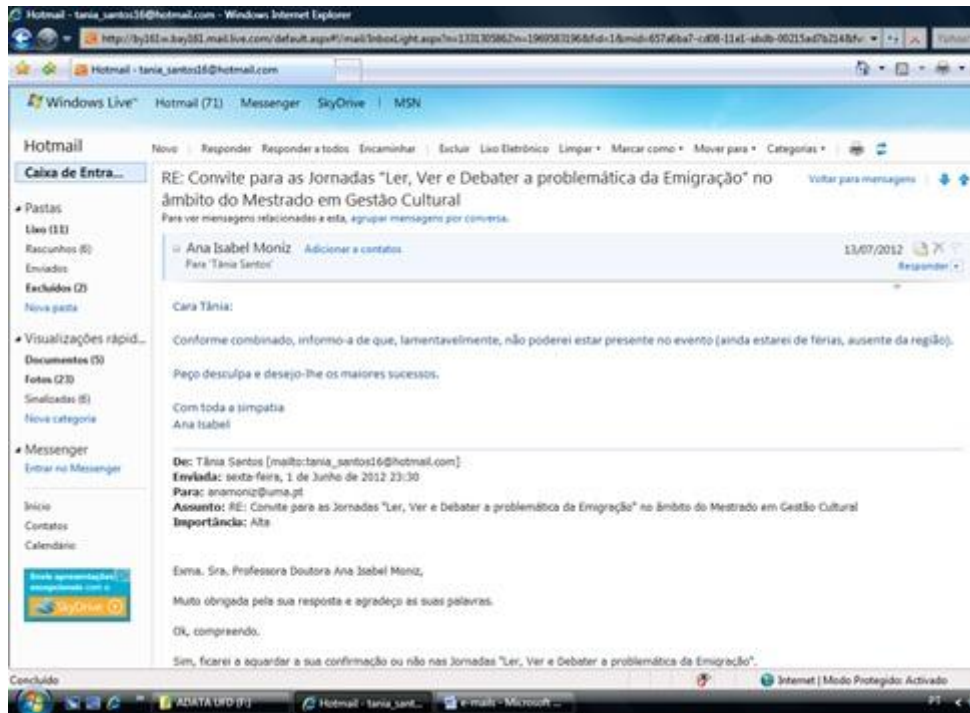 Hotmail - tania_santos16@hotmail.com - Windows Internet Explorer
Hotmail - tania_santos16@hotmail.com
Windows Live™ Hotmail (71) Messenger SkyDrive | MSN
Hotmail
Novo | Responder Responder a todos Encaminhar | Excluir Lixo Eletrônico Limpar Marcar como Mover para Categorias
Caixa de Entra...
Pastas
Lixo (11)
Rascunhos (6)
Enviados
Excluídos (2)
Nova pasta
Visualizações rápid...
Documentos (5)
Fotos (23)
Sinalizadas (6)
Nova categoria
Messenger
Entrar no Messenger
Início
Contatos
Calendário
Envie apresentações
SkyDrive
RE: Convite para as Jornadas "Ler, Ver e Debater a problemática da Emigração" no
âmbito do Mestrado em Gestão Cultural
Voltar para mensagens
Para ver mensagens relacionadas a esta, agrupar mensagens por conversa.
Ana Isabel Moniz Adicionar a contatos
13/07/2012
Para 'Tânia Santos'
Responder
Cara Tânia:
Conforme combinado, informo-a de que, lamentavelmente, não poderei estar presente no evento (ainda estarei de férias, ausente da região).
Peço desculpa e desejo-lhe os maiores sucessos.
Com toda a simpatia
Ana Isabel
De: Tânia Santos [mailto:tania_santos16@hotmail.com]
Enviada: sexta-feira, 1 de Junho de 2012 23:30
Para: anamoniz@uma.pt
Assunto: RE: Convite para as Jornadas "Ler, Ver e Debater a problemática da Emigração" no âmbito do Mestrado em Gestão Cultural
Importância: Alta
Exma. Sra. Professora Doutora Ana Isabel Moniz,
Muito obrigada pela sua resposta e agradeço as suas palavras.
Ok, compreendo.
Sim, ficarei a aguardar a sua confirmação ou não nas Jornadas "Ler, Ver e Debater a problemática da Emigração".
Concluído
Internet | Modo Protegido: Activado
ADATA UFD (F:)
Hotmail - tania_sant...
e-mails - Microsoft ...
PT